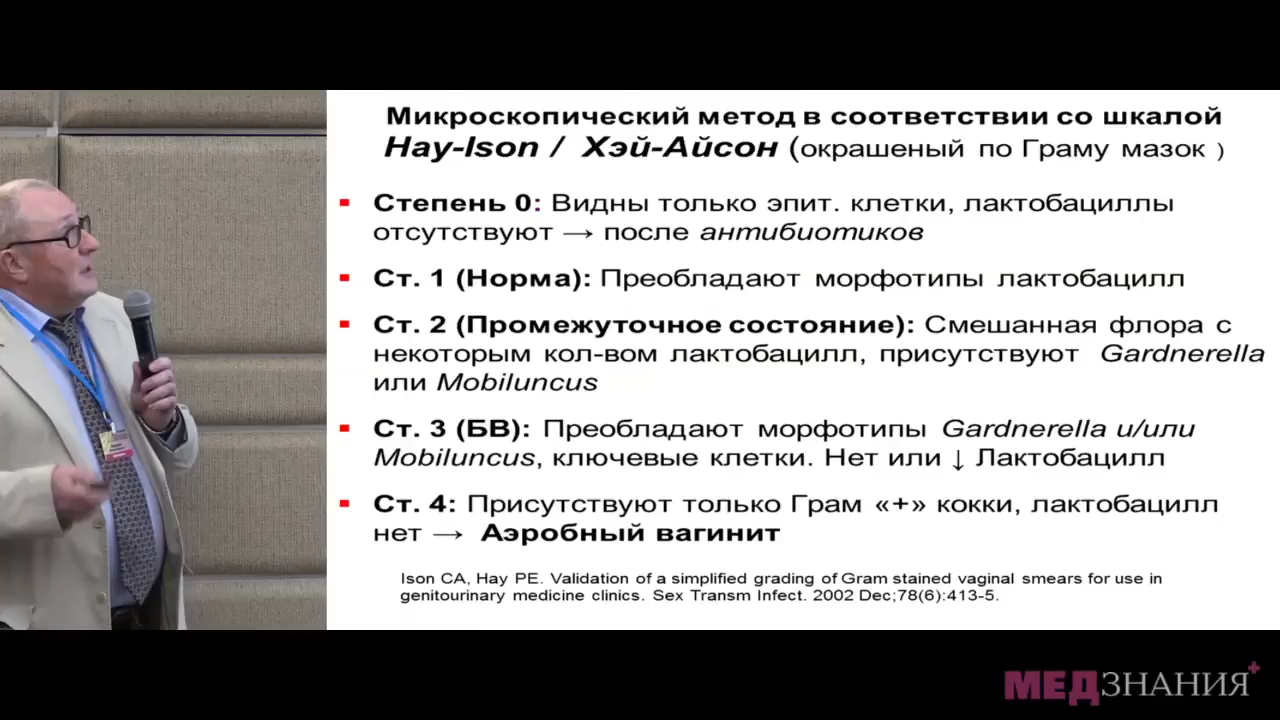 Микроскопический метод в соответствии со шкалой
Hay-Ison / Хэй-Айсон (окрашеный по Граму мазок )
▪ Степень 0: Видны только эпит. клетки, лактобациллы
отсутствуют → после антибиотиков
▪ Ст. 1 (Норма): Преобладают морфотипы лактобацилл
▪ Ст. 2 (Промежуточное состояние): Смешанная флора с
некоторым кол-вом лактобацилл, присутствуют Gardnerella
или Mobiluncus
▪ Ст. 3 (БВ): Преобладают морфотипы Gardnerella и/или
Mobiluncus, ключевые клетки. Нет или ↓ Лактобацилл
▪ Ст. 4: Присутствуют только Грам «+» кокки, лактобацилл
нет → Аэробный вагинит
Ison CA, Hay PE. Validation of a simplified grading of Gram stained vaginal smears for use in
genitourinary medicine clinics. Sex Transm Infect. 2002 Dec;78(6):413-5.
МЕДЗНАНИЯ+